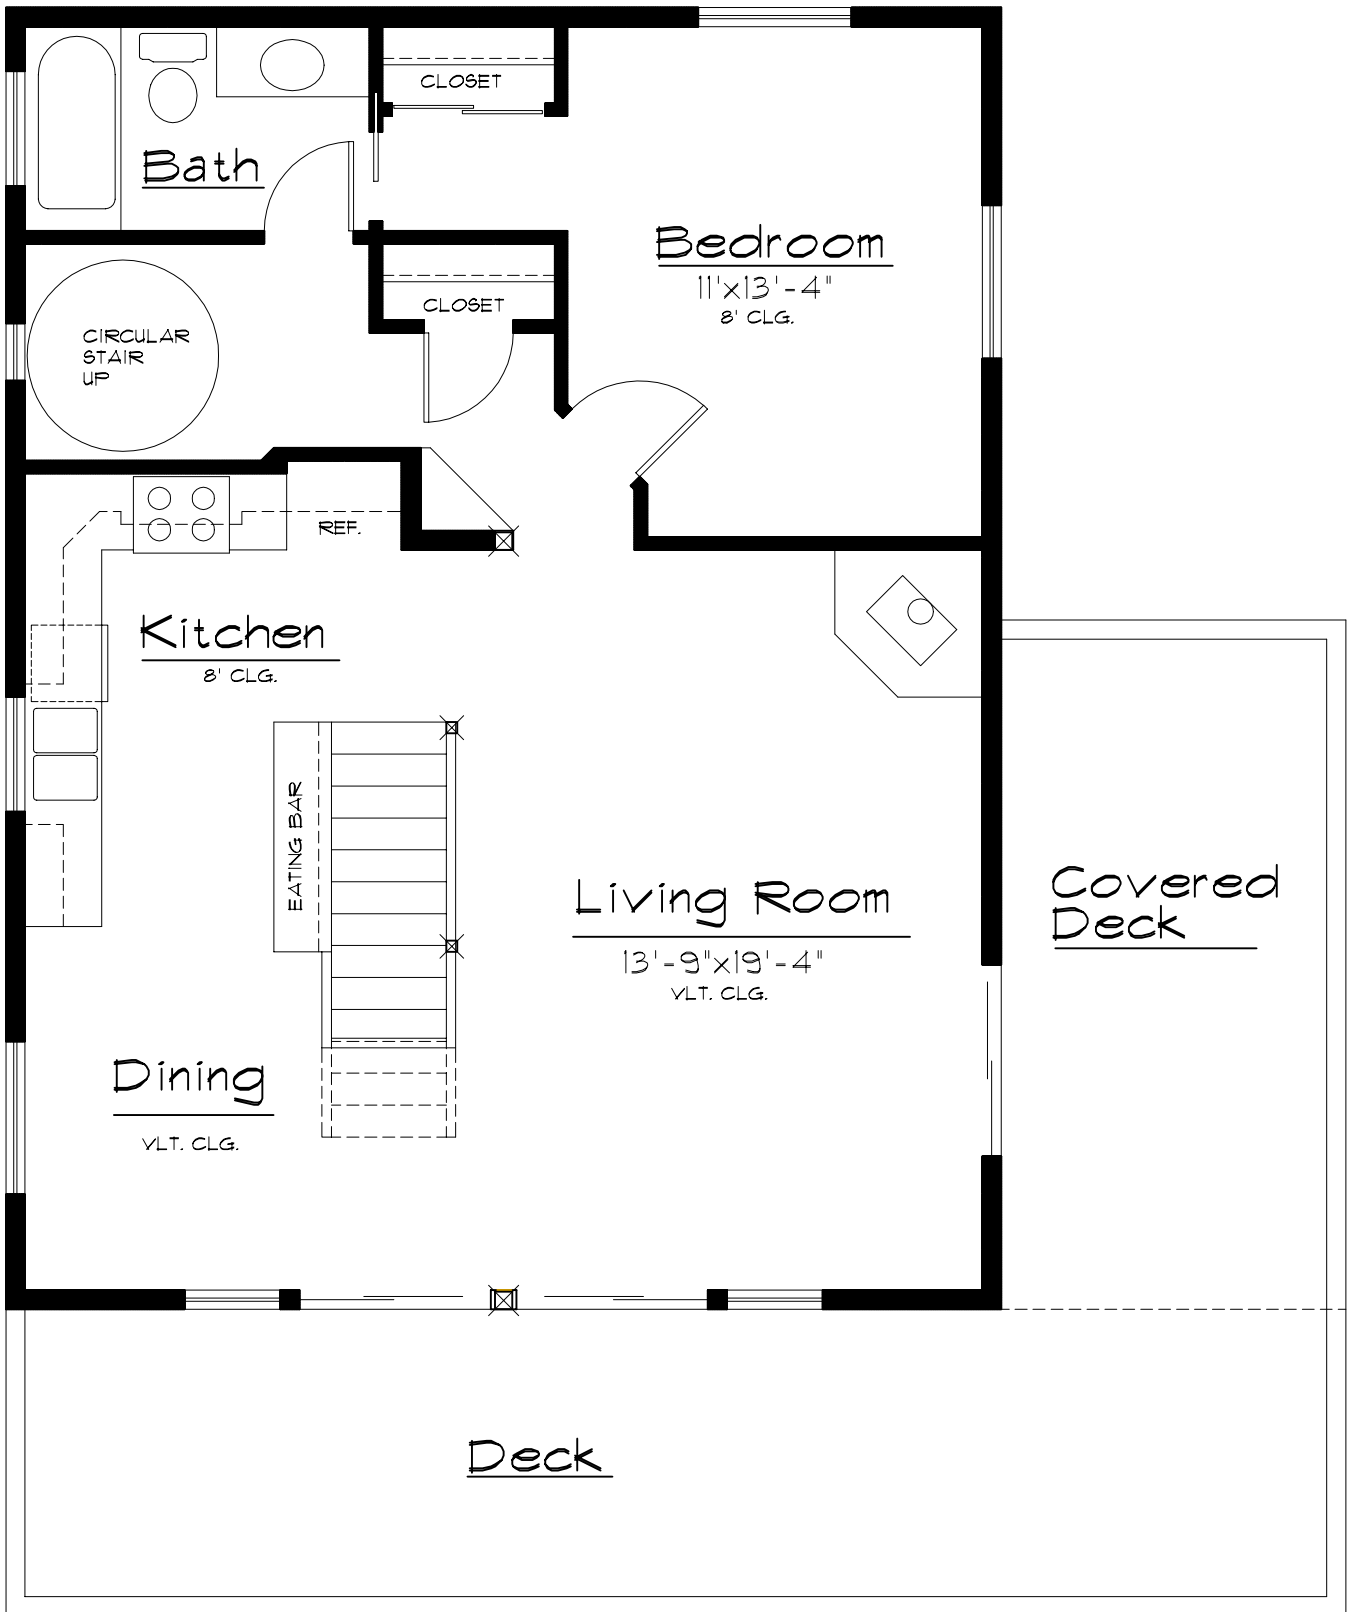 CLOSET
Bath
Bedroom
11'x13'-4"
8' CLG.
CLOSET
CIRCULAR
STAIR
UP
REF.
Kitchen
8' CLG.
EATING BAR
Living Room
13'-9"x19'-4"
VLT. CLG.
Covered
Deck
Dining
VLT. CLG.
Deck